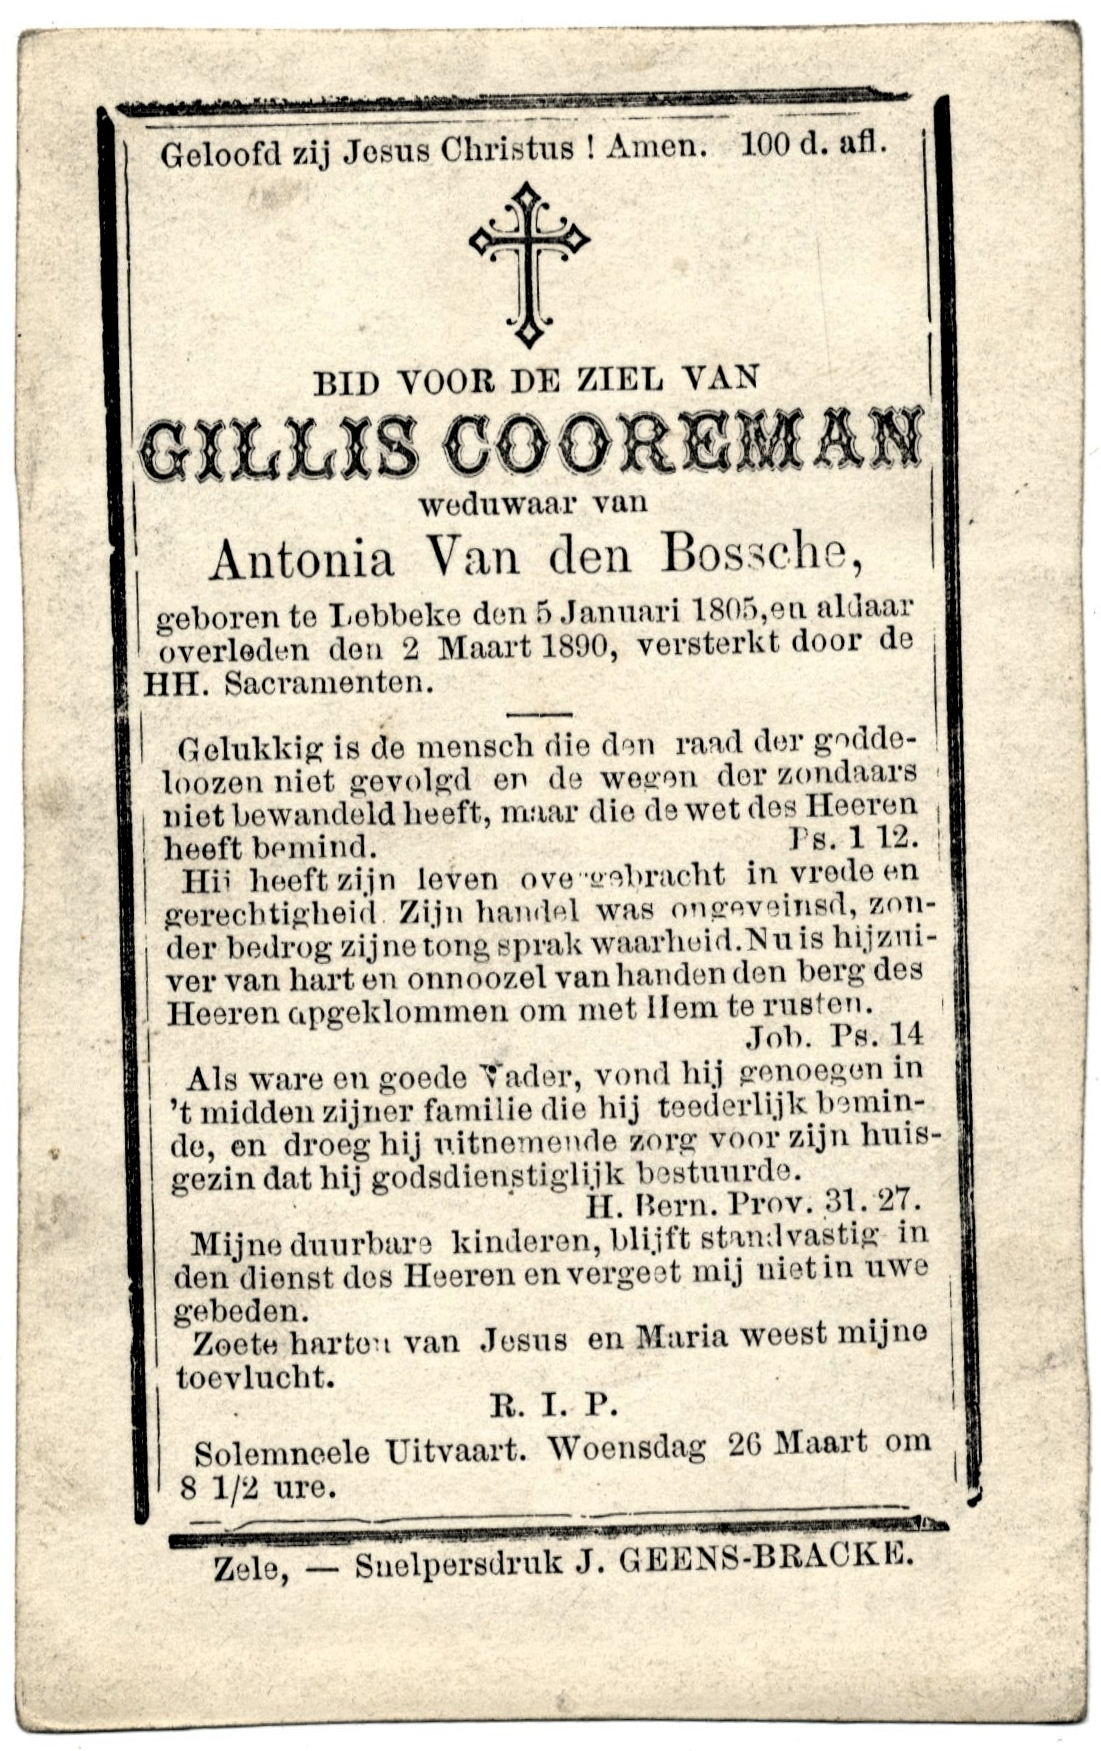 Geloofd zij Jesus Christus ! Amen. 100 d. afl.
BID VOOR DE ZIEL VAN
GILLIS COOREMAN
weduwaar van
Antonia Van den Bossche,
geboren te Lebbeke den 5 Januari 1805, en aldaar
overleden den 2 Maart 1890, versterkt door de
HH. Sacramenten.
Gelukkig is de mensch die den raad der godde-
loozen niet gevolgd en de wegen der zondaars
niet bewandeld heeft, maar die de wet des Heeren
heeft bemind. Ps. 1 12.
Hij heeft zijn leven overgebracht in vrede en
gerechtigheid. Zijn handel was ongeveinsd, zon-
der bedrog zijne tong sprak waarheid. Nu is hij zui-
ver van hart en onnoozel van handen den berg des
Heeren opgeklommen om met Hem te rusten.
Job. Ps. 14
Als ware en goede Vader, vond hij genoegen in
't midden zijner familie die hij teederlijk bemin-
de, en droeg hij uitnemende zorg voor zijn huis-
gezin dat hij godsdienstiglijk bestuurde.
H. Bern. Prov. 31. 27.
Mijne duurbare kinderen, blijft standvastig in
den dienst des Heeren en vergeet mij niet in uwe
gebeden.
Zoete harten van Jesus en Maria weest mijne
toevlucht.
R. I. P.
Solemneele Uitvaart. Woensdag 26 Maart om
8 1/2 ure.
Zele, — Snelpersdruk J. GEENS-BRACKE.